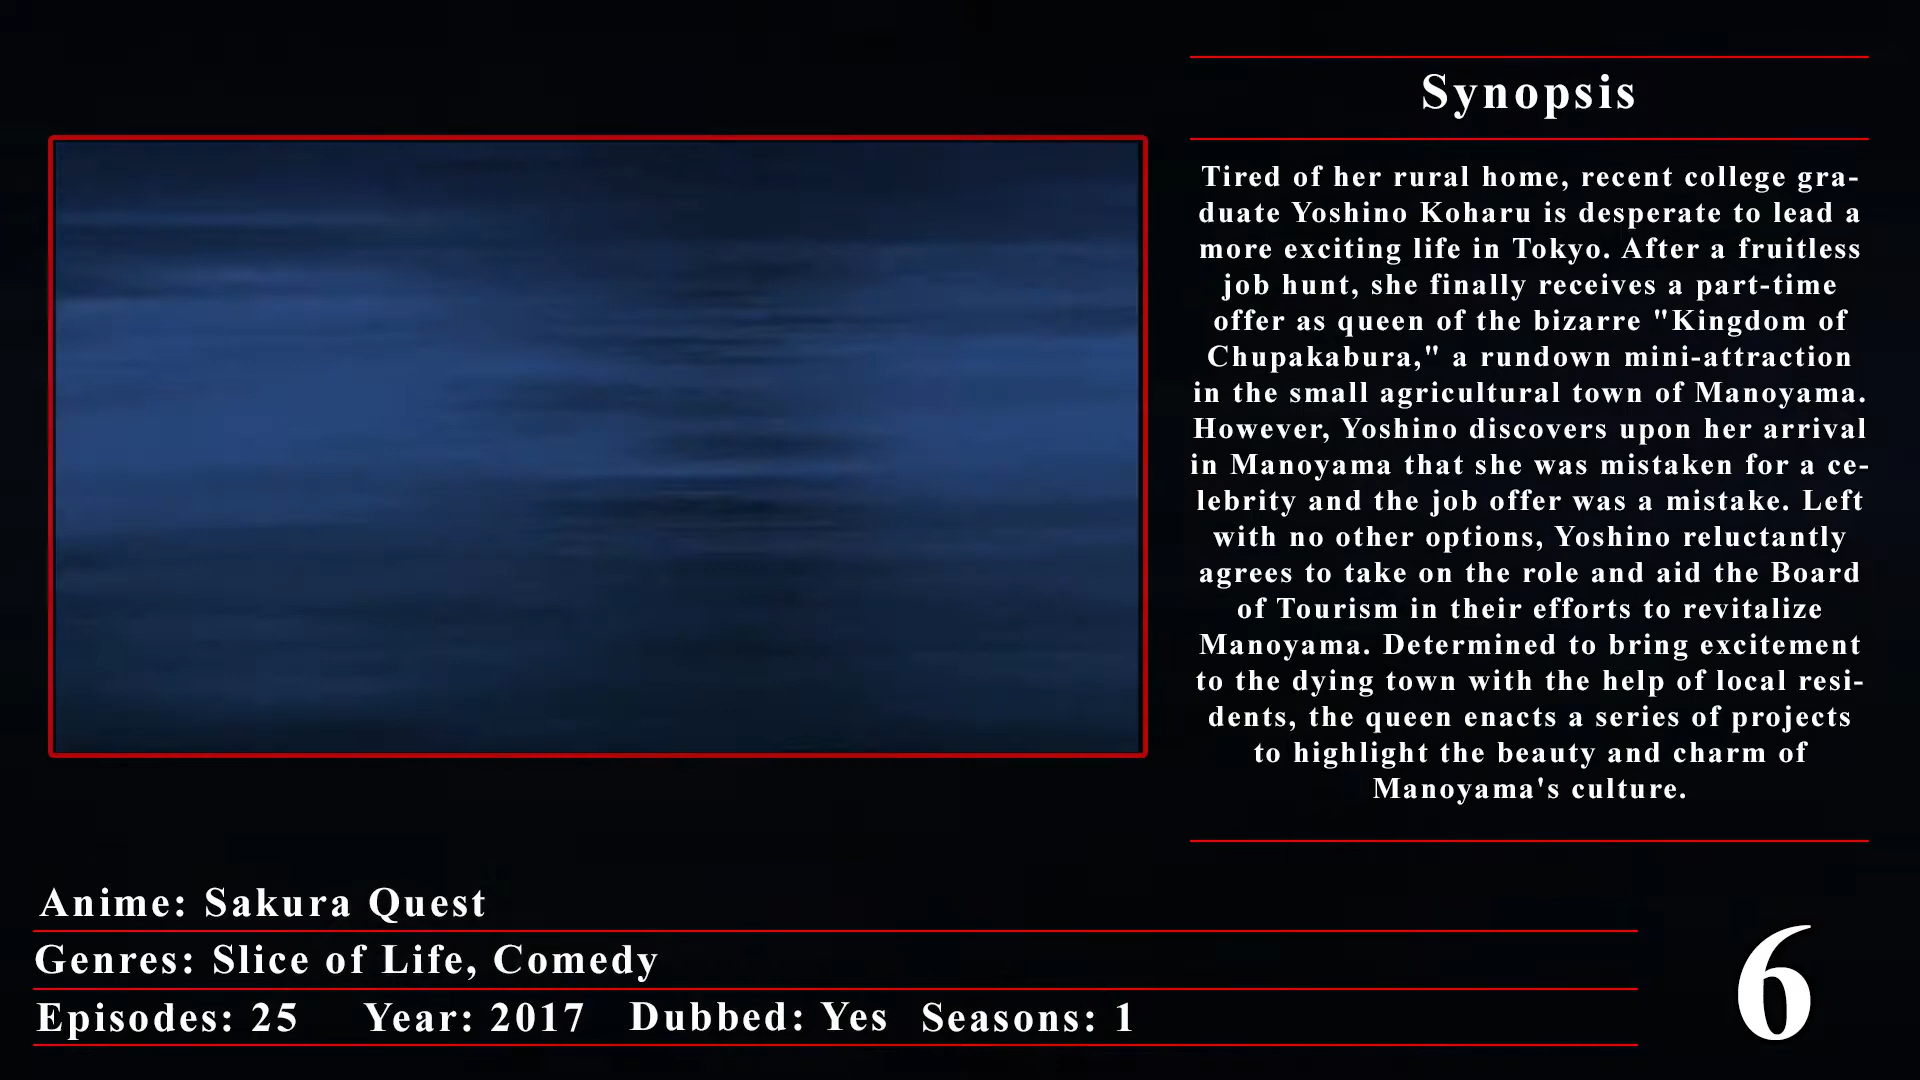 Synopsis
Tired of her rural home, recent college gra-
duate Yoshino Koharu is desperate to lead a
more exciting life in Tokyo. After a fruitless
job hunt, she finally receives a part-time
offer as queen of the bizarre "Kingdom of
Chupakabura," a rundown mini-attraction
in the small agricultural town of Manoyama.
However, Yoshino discovers upon her arrival
in Manoyama that she was mistaken for a ce-
lebrity and the job offer was a mistake. Left
with no other options, Yoshino reluctantly
agrees to take on the role and aid the Board
of Tourism in their efforts to revitalize
Manoyama. Determined to bring excitement
to the dying town with the help of local resi-
dents, the queen enacts a series of projects
to highlight the beauty and charm of
Manoyama's culture.
Anime: Sakura Quest
Genres: Slice of Life, Comedy
Episodes: 25 Year: 2017 Dubbed: Yes Seasons: 1
6